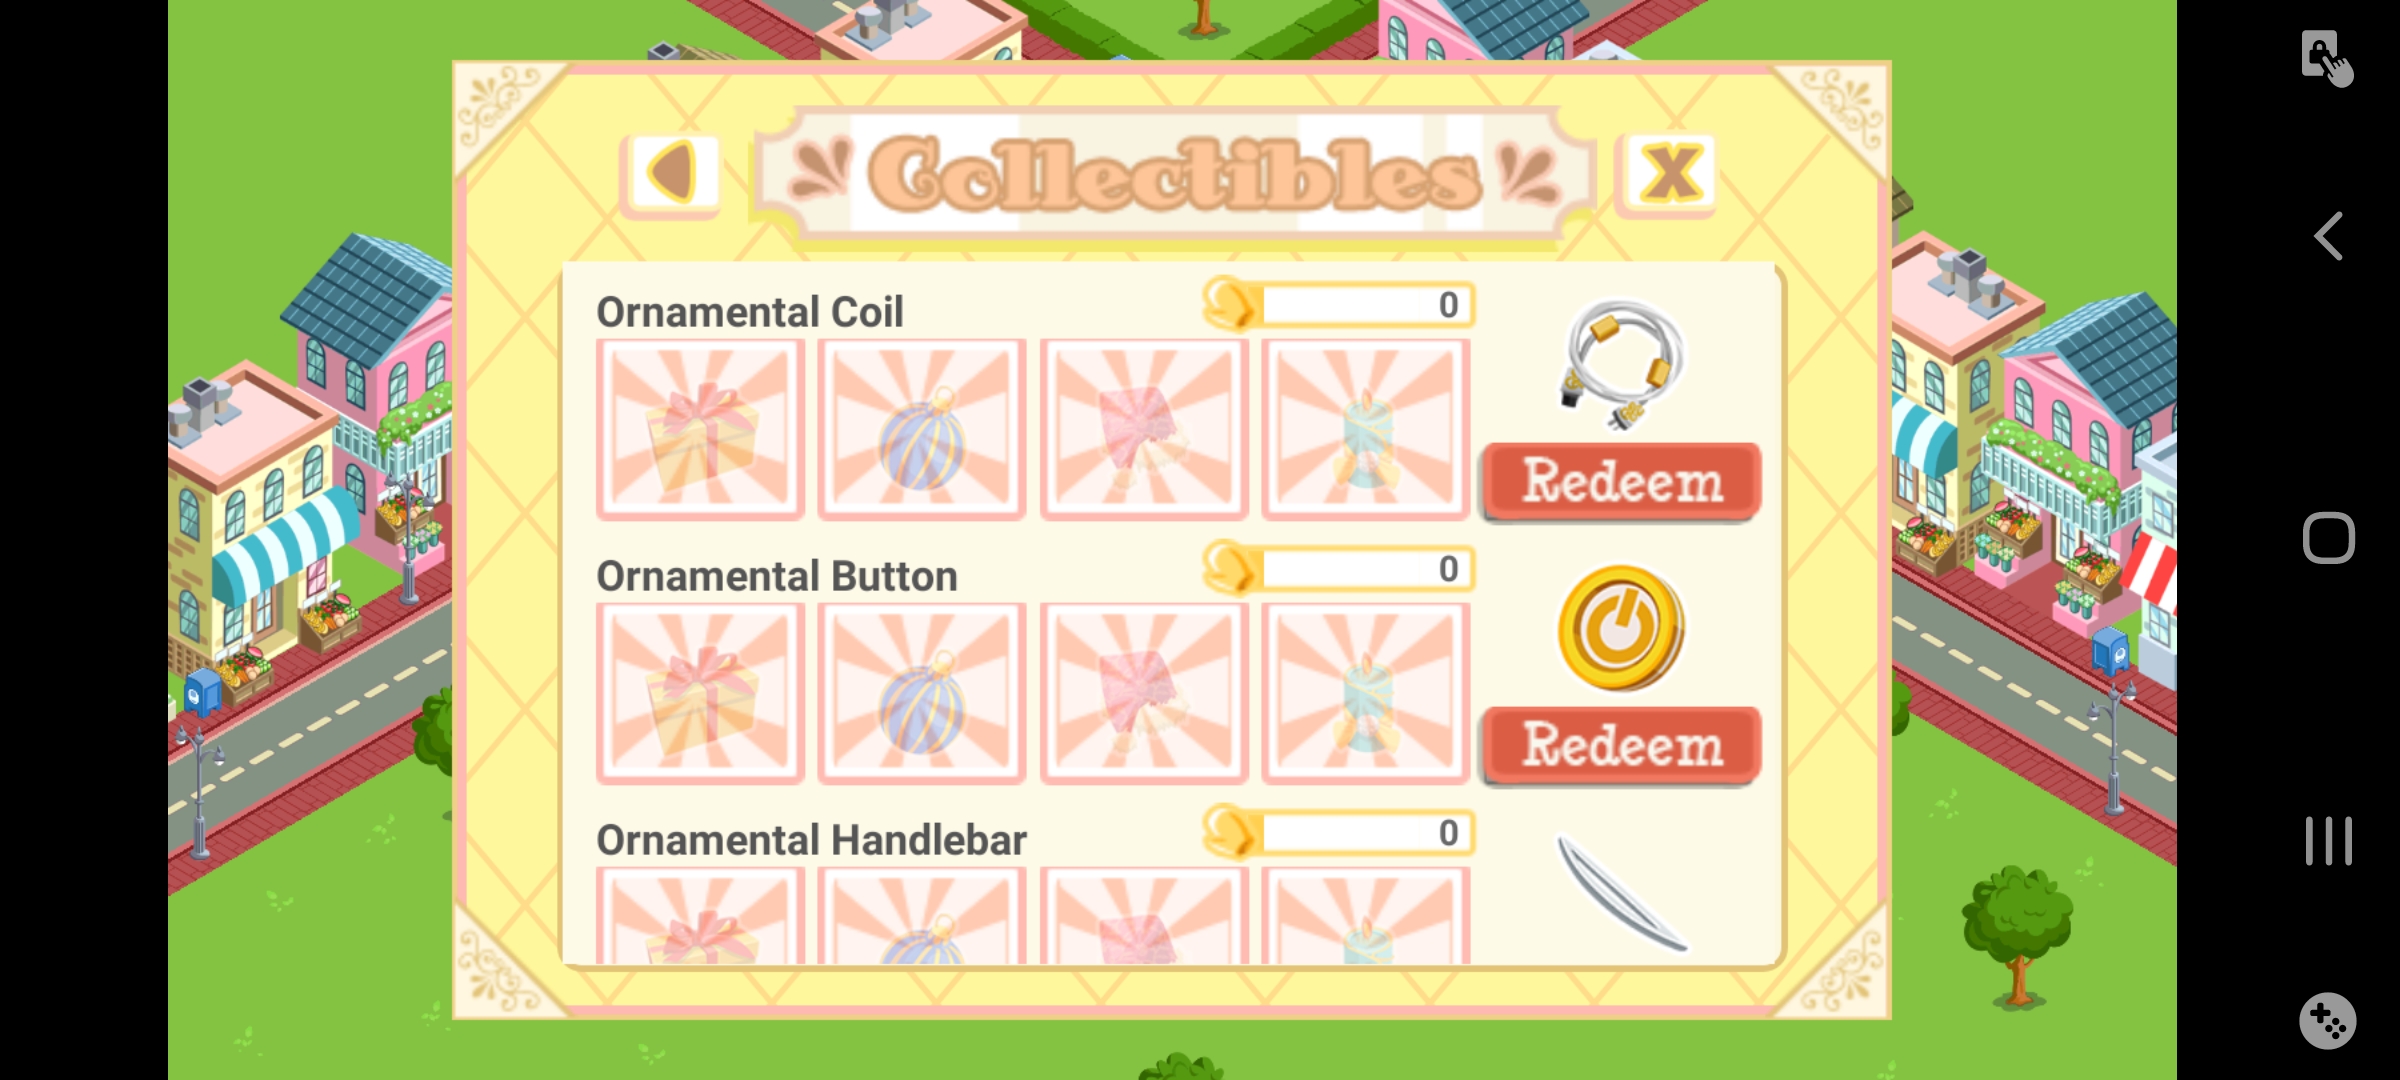 Collectibles
Ornamental Coil
0
Redeem
Ornamental Button
0
Redeem
Ornamental Handlebar
0